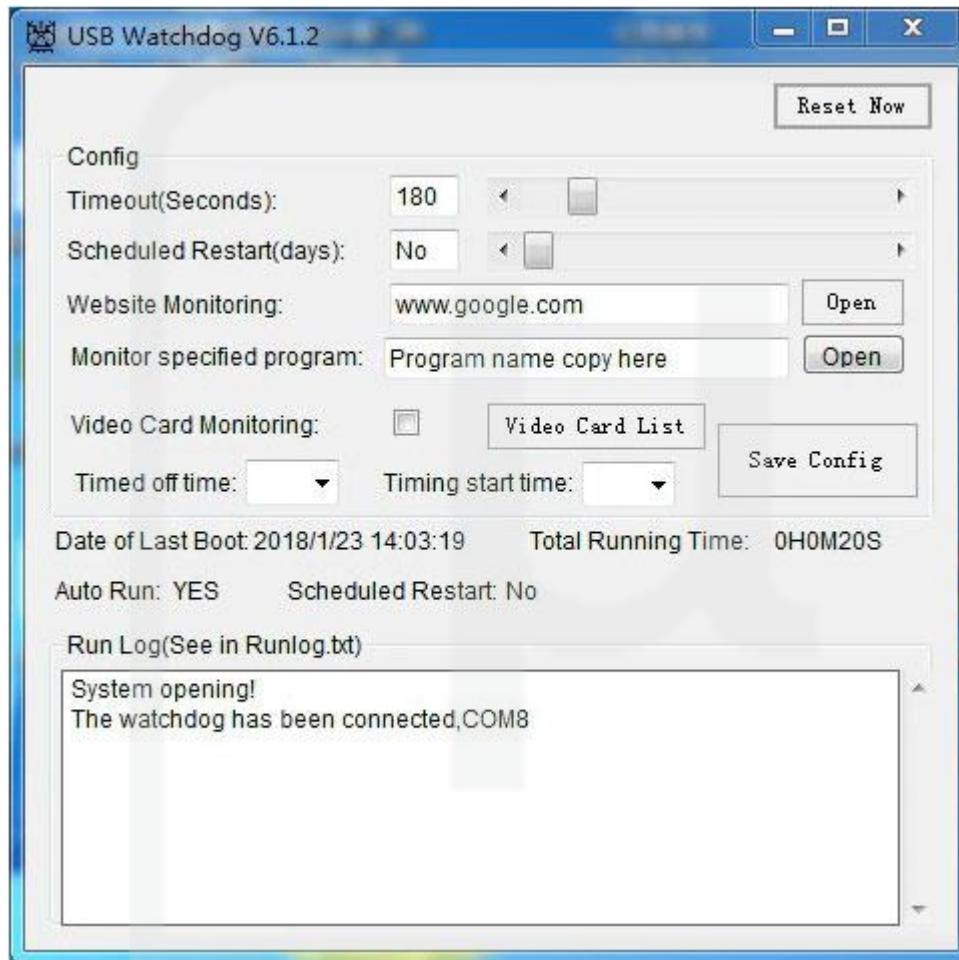 USB Watchdog V6.1.2
Reset Now
Config
Timeout(Seconds): 180
Scheduled Restart(days): No
Website Monitoring: www.google.com Open
Monitor specified program: Program name copy here Open
Video Card Monitoring: Video Card List
Save Config
Timed off time: Timing start time:
Date of Last Boot: 2018/1/23 14:03:19 Total Running Time: 0H0M20S
Auto Run: YES Scheduled Restart: No
Run Log(See in Runlog.txt)
System opening!
The watchdog has been connected,COM8